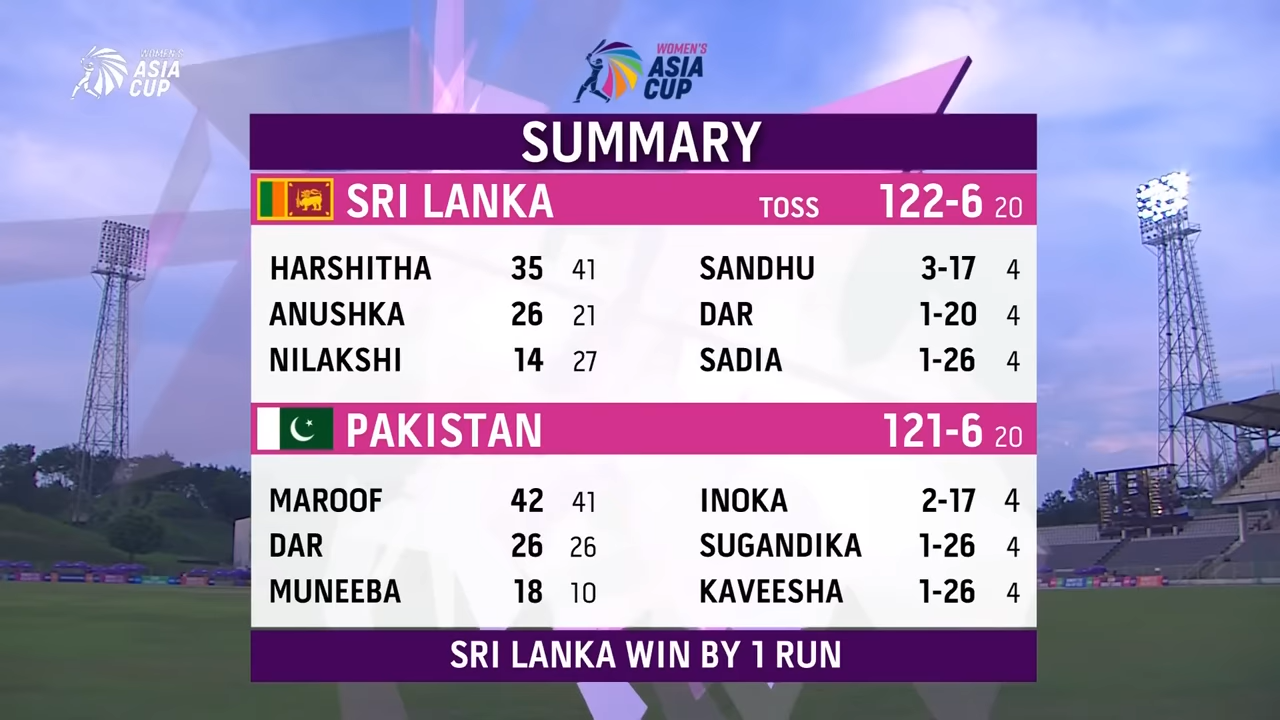 WOMEN'S
ASIA
CUP
WOMEN'S
ASIA
CUP
SUMMARY
SRI LANKA TOSS 122-6 20
HARSHITHA 35 41 SANDHU 3-17 4
ANUSHKA 26 21 DAR 1-20 4
NILAKSHI 14 27 SADIA 1-26 4
PAKISTAN 121-6 20
MAROOF 42 41 INOKA 2-17 4
DAR 26 26 SUGANDIKA 1-26 4
MUNEEBA 18 10 KAVEESHA 1-26 4
SRI LANKA WIN BY 1 RUN